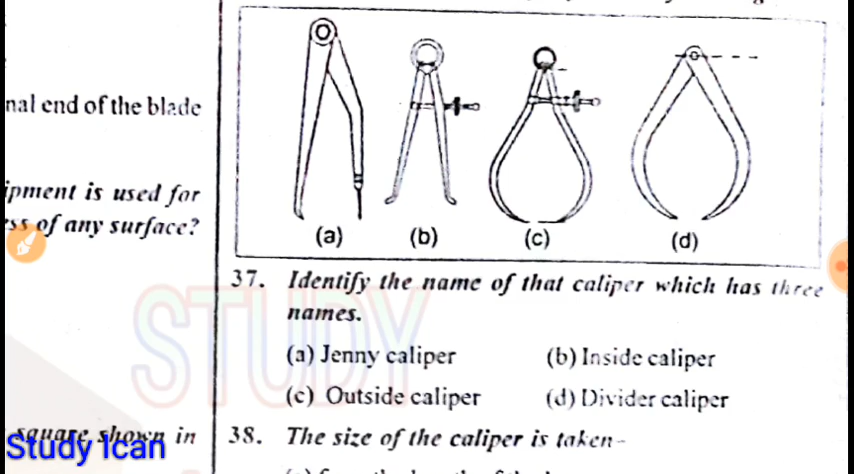 nal end of the blade
ipment is used for
ss of any surface?
(a) (b) (c) (d)
37. Identify the name of that caliper which has three names.
(a) Jenny caliper (b) Inside caliper
(c) Outside caliper (d) Divider caliper
square shown in
38. The size of the caliper is taken-
STUDY
Study Ican